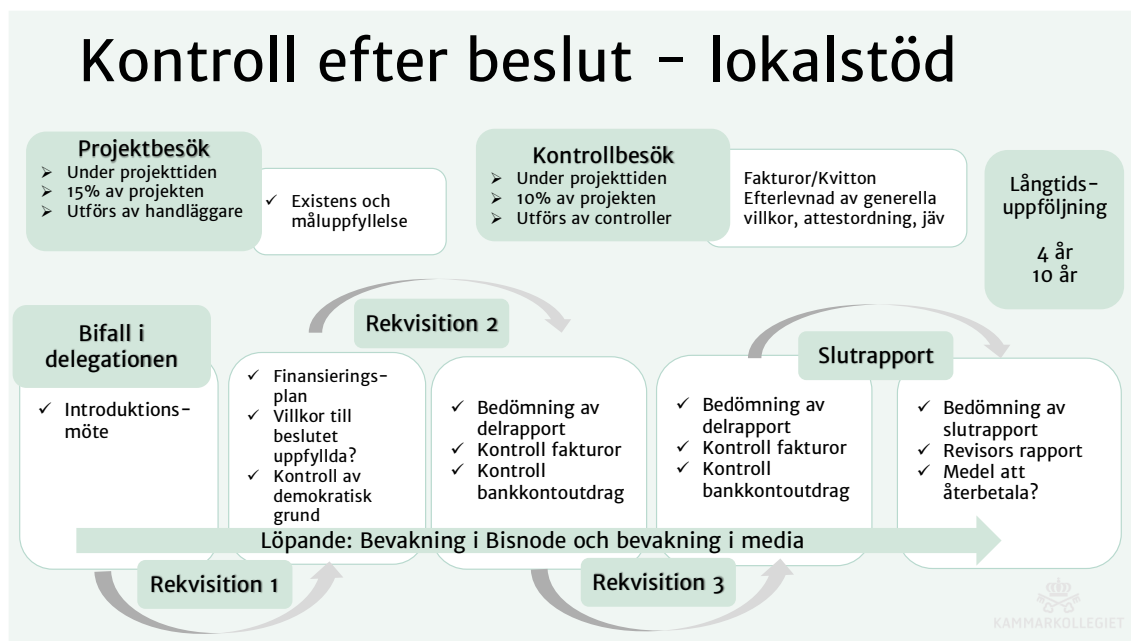 Kontroll efter beslut – lokalstöd
Projektbesök
➢ Under projekttiden
➢ 15% av projekten
➢ Utförs av handläggare
✓ Existens och
måluppfyllelse
Kontrollbesök
➢ Under projekttiden
➢ 10% av projekten
➢ Utförs av controller
Fakturor/Kvitton
Efterlevnad av generella
villkor, attestordning, jäv
Långtids-
uppföljning
4 år
10 år
Bifall i
delegationen
✓ Introduktions-
möte
Rekvisition 1
✓ Finansierings-
plan
✓ Villkor till
beslutet
uppfyllda?
✓ Kontroll av
demokratisk
grund
Rekvisition 2
✓ Bedömning av
delrapport
✓ Kontroll fakturor
✓ Kontroll
bankkontoutdrag
Rekvisition 3
✓ Bedömning av
delrapport
✓ Kontroll fakturor
✓ Kontroll
bankkontoutdrag
Slutrapport
✓ Bedömning av
slutrapport
✓ Revisors rapport
✓ Medel att
återbetala?
Löpande: Bevakning i Bisnode och bevakning i media
KAMMARKOLLEGIET